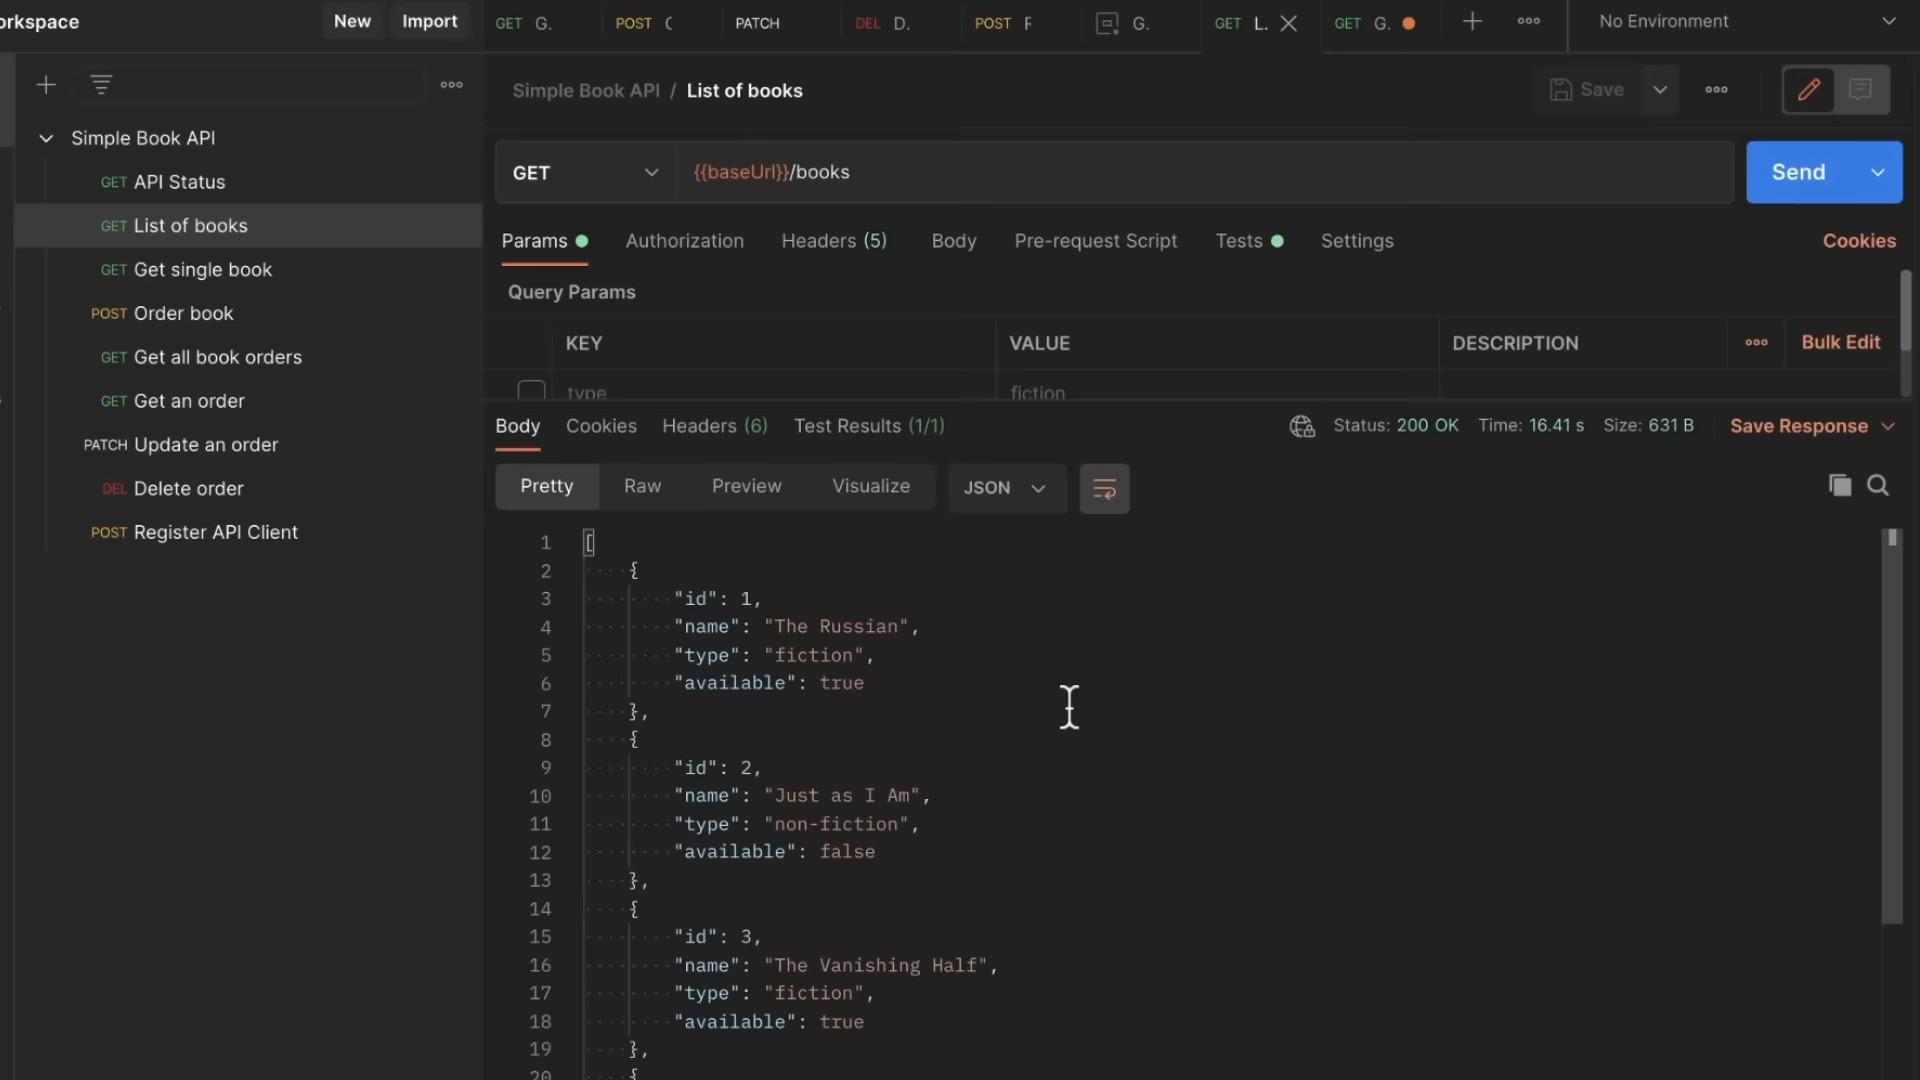 orkspace
New
Import
GET G.
POST
PATCH
DEL D.
POST F
G.
GET L.
GET G.
No Environment
Simple Book API / List of books
Save
Simple Book API
GET API Status
GET List of books
GET Get single book
POST Order book
GET Get all book orders
GET Get an order
PATCH Update an order
DEL Delete order
POST Register API Client
GET
{{baseUrl}}/books
Send
Params
Authorization
Headers (5)
Body
Pre-request Script
Tests
Settings
Cookies
Query Params
KEY
VALUE
DESCRIPTION
Bulk Edit
type
fiction
Body
Cookies
Headers (6)
Test Results (1/1)
Status: 200 OK
Time: 16.41 s
Size: 631 B
Save Response
Pretty
Raw
Preview
Visualize
JSON
1 [
2 {
3 "id": 1,
4 "name": "The Russian",
5 "type": "fiction",
6 "available": true
7 },
8 {
9 "id": 2,
10 "name": "Just as I Am",
11 "type": "non-fiction",
12 "available": false
13 },
14 {
15 "id": 3,
16 "name": "The Vanishing Half",
17 "type": "fiction",
18 "available": true
19 },
20 {